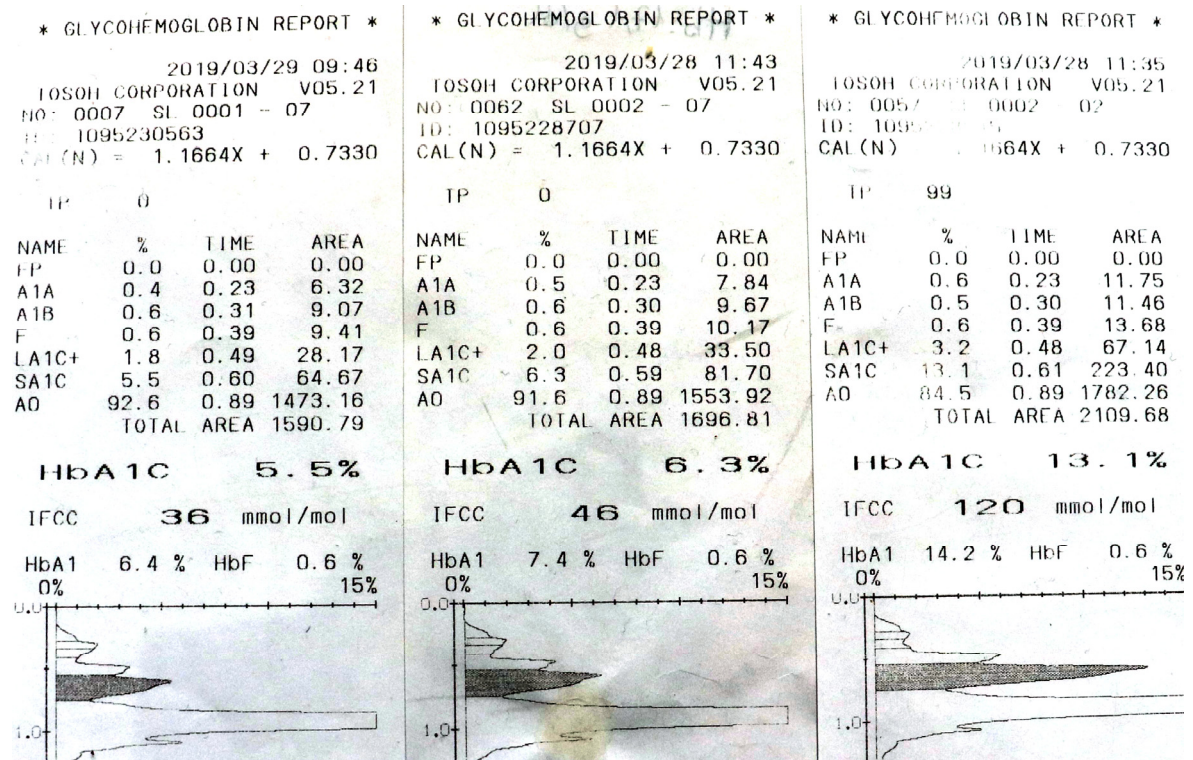 * GLYCOHEMOGLOBIN REPORT *
2019/03/29 09:46
TOSOH CORPORATION V05.21
NO: 0007 SL 0001 - 07
1095230563
CAL(N) = 1.1664X + 0.7330
TP 0
NAME % TIME AREA
FP 0.0 0.00 0.00
A1A 0.4 0.23 6.32
A1B 0.6 0.31 9.07
F 0.6 0.39 9.41
LA1C+ 1.8 0.49 28.17
SA1C 5.5 0.60 64.67
A0 92.6 0.89 1473.16
TOTAL AREA 1590.79
HbA1C 5.5%
IFCC 36 mmol/mol
HbA1 6.4 % HbF 0.6 %
0% 15%
0.0
1.0
* GLYCOHEMOGLOBIN REPORT *
2019/03/28 11:43
TOSOH CORPORATION V05.21
NO: 0062 SL 0002 - 07
ID: 1095228707
CAL(N) = 1.1664X + 0.7330
TP 0
NAME % TIME AREA
FP 0.0 0.00 0.00
A1A 0.5 0.23 7.84
A1B 0.6 0.30 9.67
F 0.6 0.39 10.17
LA1C+ 2.0 0.48 33.50
SA1C 6.3 0.59 81.70
A0 91.6 0.89 1553.92
TOTAL AREA 1696.81
HbA1C 6.3%
IFCC 46 mmol/mol
HbA1 7.4 % HbF 0.6 %
0% 15%
0.0
1.0
* GLYCOHEMOGLOBIN REPORT *
2019/03/28 11:35
TOSOH CORPORATION V05.21
NO: 0057 0002 02
ID:
CAL(N) + 0.7330
TP 99
NAME % TIME AREA
FP 0.0 0.00 0.00
A1A 0.6 0.23 11.75
A1B 0.5 0.30 11.46
F 0.6 0.39 13.68
LA1C+ 3.2 0.48 67.14
SA1C 13.1 0.61 223.40
A0 84.5 0.89 1782.26
TOTAL AREA 2109.68
HbA1C 13.1%
IFCC 120 mmol/mol
HbA1 14.2 % HbF 0.6 %
0% 15%
0.0
1.0